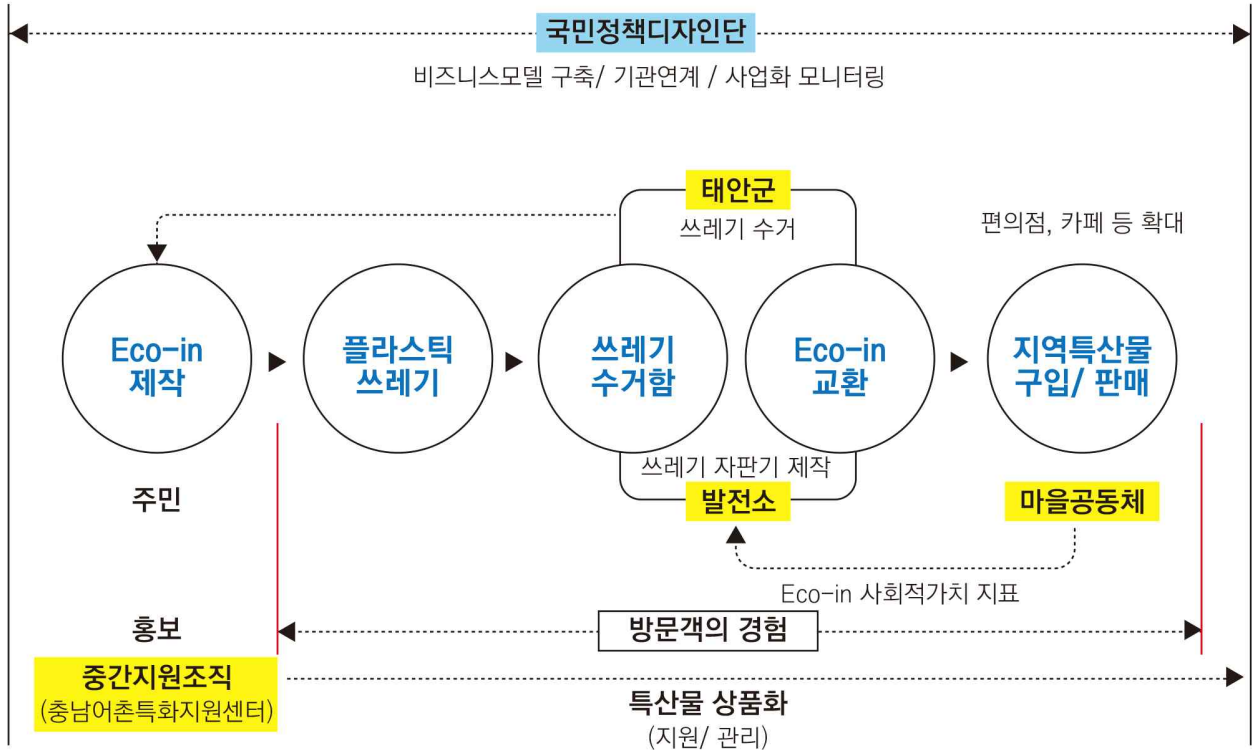 국민정책디자인단
비즈니스모델 구축/ 기관연계 / 사업화 모니터링
태안군
쓰레기 수거
편의점, 카페 등 확대
Eco-in
제작
플라스틱
쓰레기
쓰레기
수거함
Eco-in
교환
지역특산물
구입/ 판매
쓰레기 자판기 제작
주민
발전소
마을공동체
Eco-in 사회적가치 지표
홍보
방문객의 경험
중간지원조직
(충남어촌특화지원센터)
특산물 상품화
(지원/ 관리)